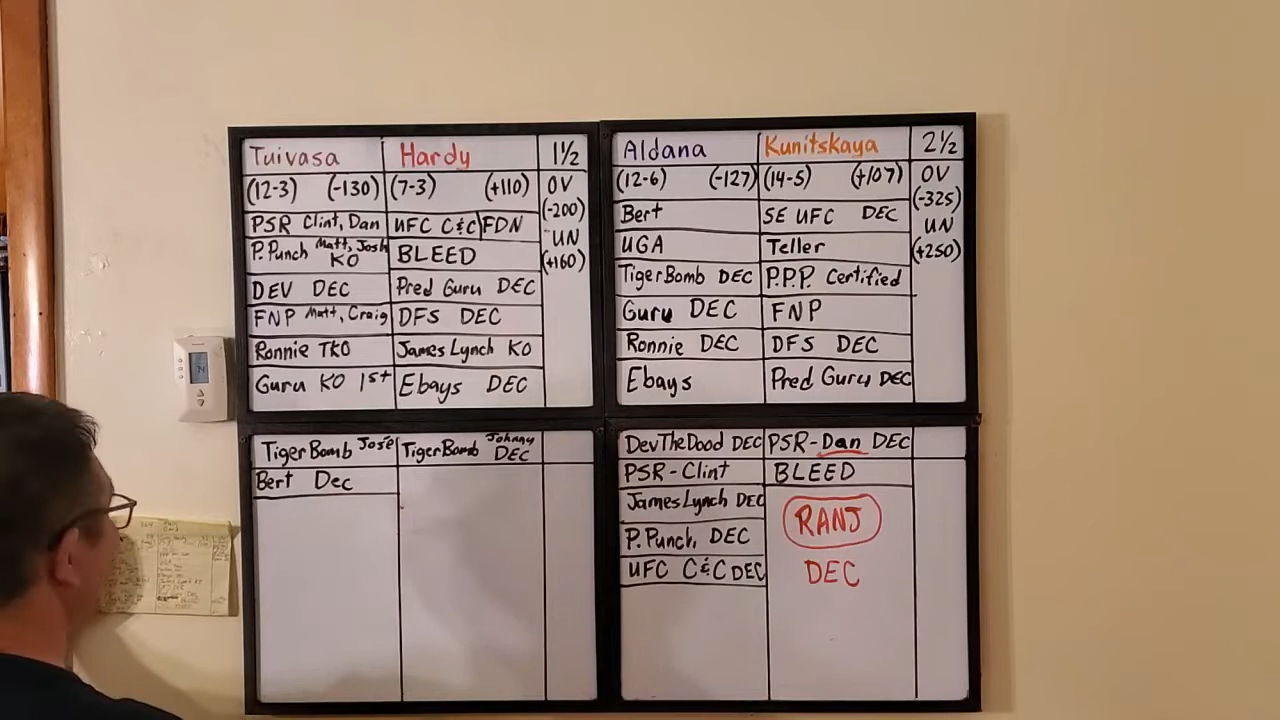 Tuivasa Hardy 1½
(12-3) (-130) (7-3) (+110) OV
PSR Clint, Dan UFC C&C FDN (-200)
P. Punch Matt, Josh KO BLEED UN
DEV DEC Pred Guru DEC (+160)
FNP Matt, Craig DFS DEC
Ronnie TKO James Lynch KO
Guru KO 1st Ebays DEC
TigerBomb José TigerBomb Johnny DEC
Bert Dec
Aldana Kunitskaya 2½
(12-6) (-127) (14-5) (+107) OV
Bert SE UFC DEC (-325)
UGA Teller UN
TigerBomb DEC P.P.P. Certified (+250)
Guru DEC FNP
Ronnie DEC DFS DEC
Ebays Pred Guru DEC
DevTheDood DEC PSR-Dan DEC
PSR-Clint BLEED
James Lynch DEC RANJ
P. Punch, DEC
UFC C&C DEC DEC